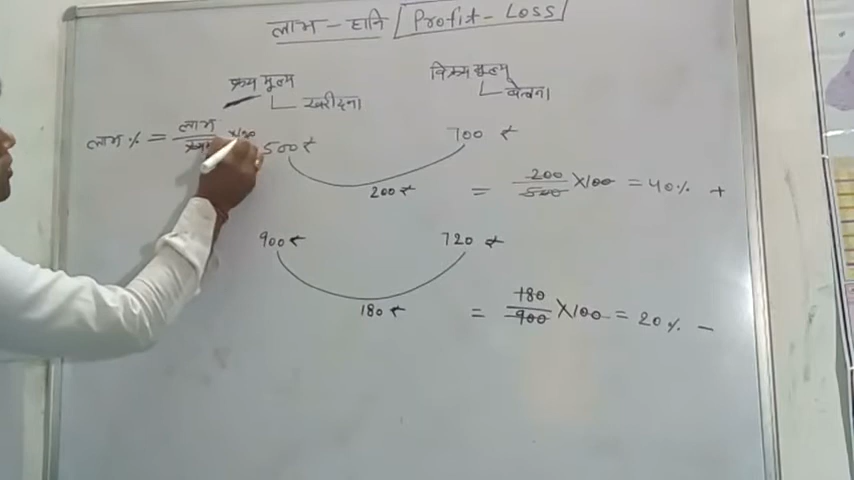 लाभ - हानि Profit - Loss
क्रय मूल्य विक्रय मूल्य
खरीदना बेचना
लाभ % = लाभ / क्रय ×100
500 ₹ 700 ₹
200 ₹ = 200/500 ×100 = 40% +
900 ₹ 720 ₹
180 ₹ = 180/900 ×100 = 20% -